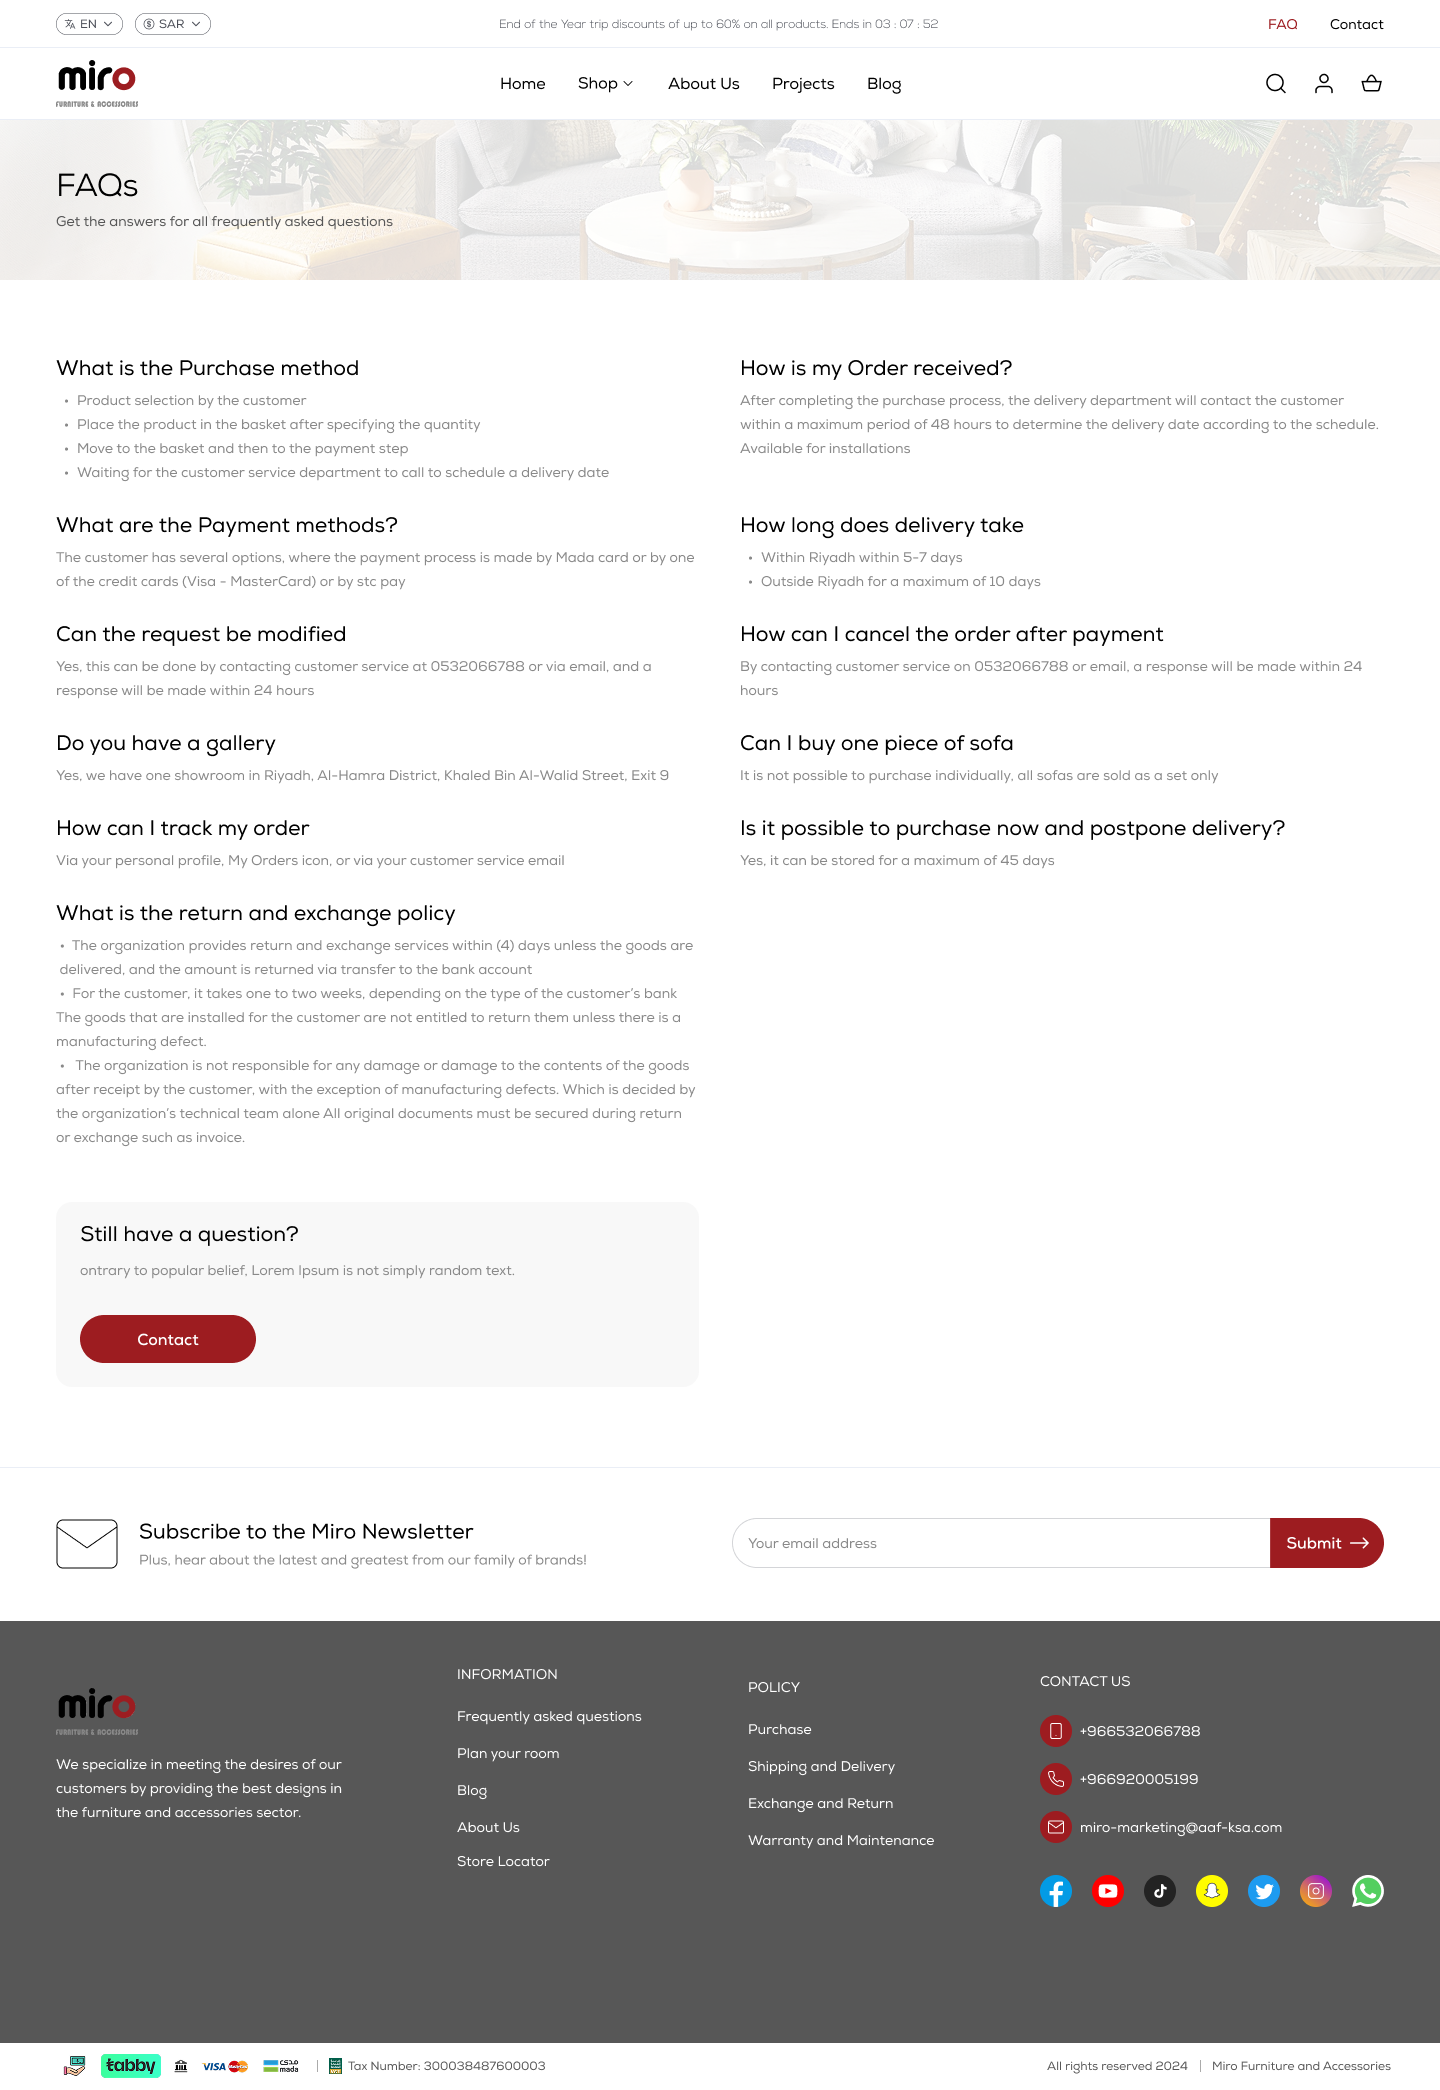 EN
SAR
End of the Year trip discounts of up to 60% on all products. Ends in 03 : 07 : 52
FAQ
Contact
miro
FURNITURE & ACCESSORIES
Home
Shop
About Us
Projects
Blog
FAQs
Get the answers for all frequently asked questions
What is the Purchase method
• Product selection by the customer
• Place the product in the basket after specifying the quantity
• Move to the basket and then to the payment step
• Waiting for the customer service department to call to schedule a delivery date
How is my Order received?
After completing the purchase process, the delivery department will contact the customer
within a maximum period of 48 hours to determine the delivery date according to the schedule.
Available for installations
What are the Payment methods?
The customer has several options, where the payment process is made by Mada card or by one
of the credit cards (Visa - MasterCard) or by stc pay
How long does delivery take
• Within Riyadh within 5-7 days
• Outside Riyadh for a maximum of 10 days
Can the request be modified
Yes, this can be done by contacting customer service at 0532066788 or via email, and a
response will be made within 24 hours
How can I cancel the order after payment
By contacting customer service on 0532066788 or email, a response will be made within 24
hours
Do you have a gallery
Yes, we have one showroom in Riyadh, Al-Hamra District, Khaled Bin Al-Walid Street, Exit 9
Can I buy one piece of sofa
It is not possible to purchase individually, all sofas are sold as a set only
How can I track my order
Via your personal profile, My Orders icon, or via your customer service email
Is it possible to purchase now and postpone delivery?
Yes, it can be stored for a maximum of 45 days
What is the return and exchange policy
• The organization provides return and exchange services within (4) days unless the goods are
delivered, and the amount is returned via transfer to the bank account
• For the customer, it takes one to two weeks, depending on the type of the customer's bank
The goods that are installed for the customer are not entitled to return them unless there is a
manufacturing defect.
• The organization is not responsible for any damage or damage to the contents of the goods
after receipt by the customer, with the exception of manufacturing defects. Which is decided by
the organization's technical team alone All original documents must be secured during return
or exchange such as invoice.
Still have a question?
ontrary to popular belief, Lorem Ipsum is not simply random text.
Contact
Subscribe to the Miro Newsletter
Plus, hear about the latest and greatest from our family of brands!
Your email address
Submit
miro
FURNITURE & ACCESSORIES
We specialize in meeting the desires of our
customers by providing the best designs in
the furniture and accessories sector.
INFORMATION
Frequently asked questions
Plan your room
Blog
About Us
Store Locator
POLICY
Purchase
Shipping and Delivery
Exchange and Return
Warranty and Maintenance
CONTACT US
+966532066788
+966920005199
miro-marketing@aaf-ksa.com
tabby
VISA
مدى
mada
Tax Number: 300038487600003
All rights reserved 2024
Miro Furniture and Accessories